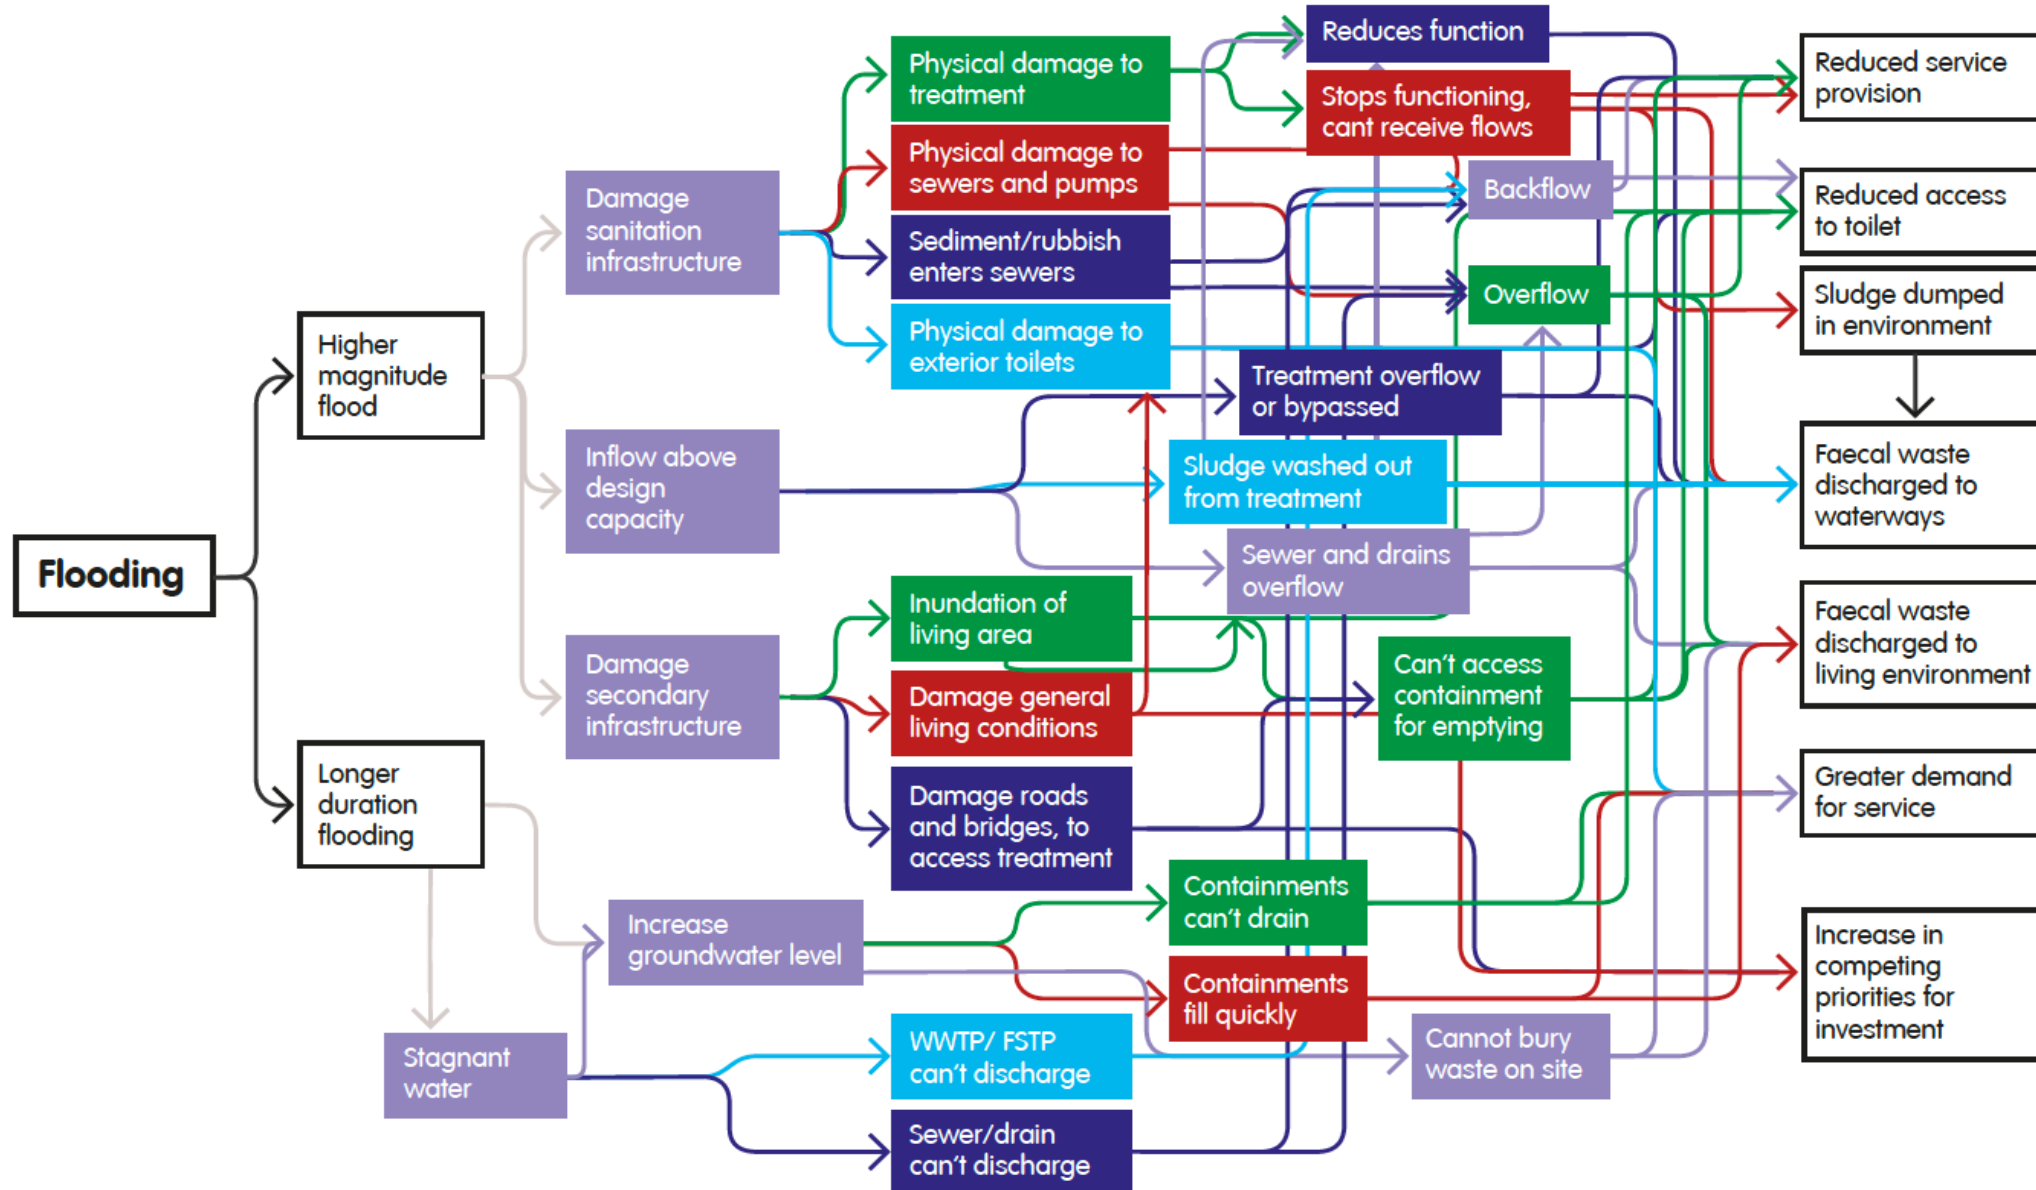 Flooding
Higher
magnitude
flood
Longer
duration
flooding
Stagnant
water
Damage
sanitation
infrastructure
Inflow above
design
capacity
Damage
secondary
infrastructure
Increase
groundwater level
Physical damage to
treatment
Physical damage to
sewers and pumps
Sediment/rubbish
enters sewers
Physical damage to
exterior toilets
Inundation of
living area
Damage general
living conditions
Damage roads
and bridges, to
access treatment
WWTP/ FSTP
can't discharge
Sewer/drain
can't discharge
Reduces function
Stops functioning,
cant receive flows
Backflow
Overflow
Treatment overflow
or bypassed
Sludge washed out
from treatment
Sewer and drains
overflow
Can't access
containment
for emptying
Containments
can't drain
Containments
fill quickly
Cannot bury
waste on site
Reduced service
provision
Reduced access
to toilet
Sludge dumped
in environment
Faecal waste
discharged to
waterways
Faecal waste
discharged to
living environment
Greater demand
for service
Increase in
competing
priorities for
investment